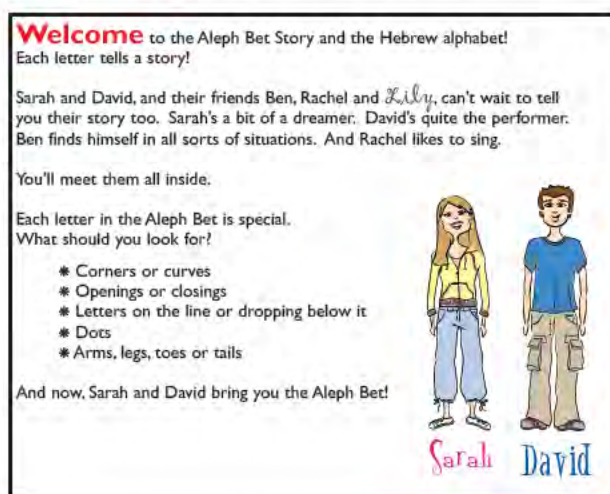 Welcome to the Aleph Bet Story and the Hebrew alphabet!
Each letter tells a story!
Sarah and David, and their friends Ben, Rachel and Lily, can't wait to tell
you their story too. Sarah's a bit of a dreamer. David's quite the performer.
Ben finds himself in all sorts of situations. And Rachel likes to sing.
You'll meet them all inside.
Each letter in the Aleph Bet is special.
What should you look for?
* Corners or curves
* Openings or closings
* Letters on the line or dropping below it
* Dots
* Arms, legs, toes or tails
And now, Sarah and David bring you the Aleph Bet!
Sarah David